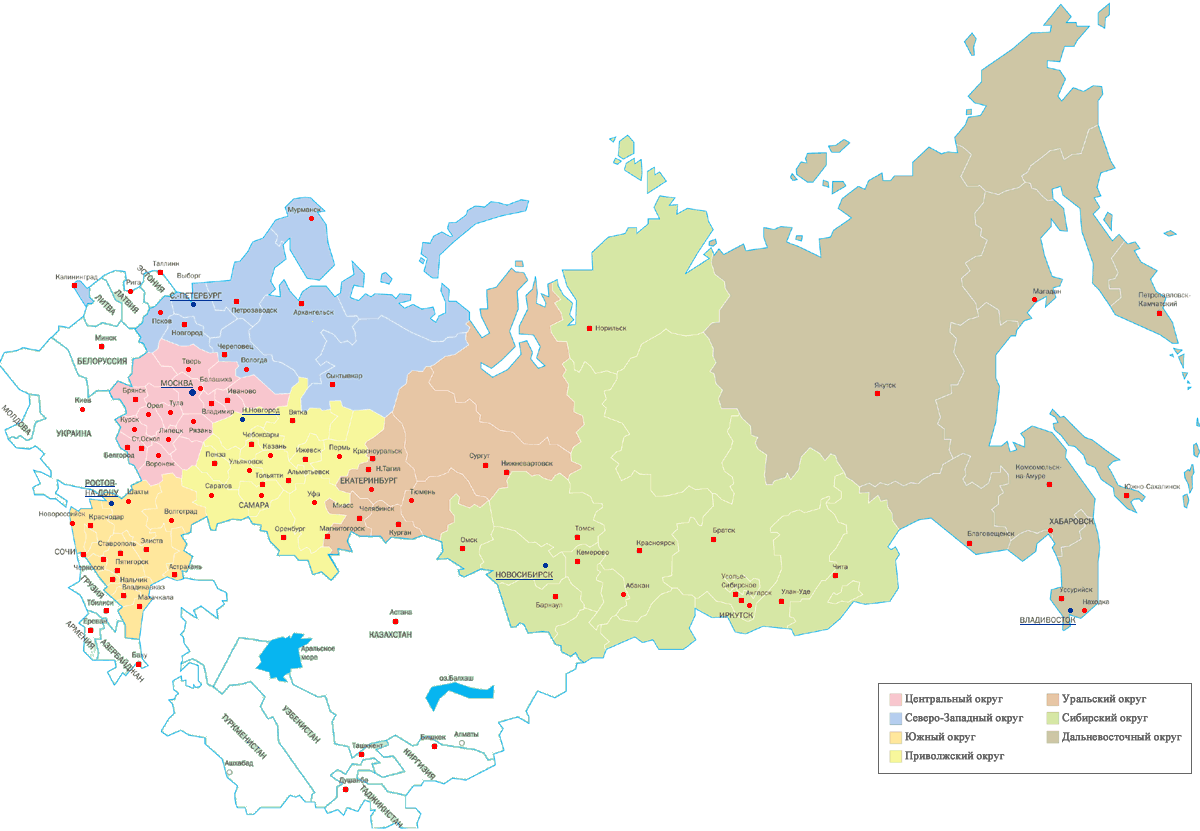 Мурманск
Таллинн
ЭСТОНИЯ
Выборг
Калининград
Рига
ЛАТВИЯ
ЛИТВА
С.-ПЕТЕРБУРГ
Петрозаводск
Архангельск
Псков
Новгород
Норильск
Магадан
Петропавловск-
Камчатский
Минск
БЕЛОРУССИЯ
Череповец
Вологда
Тверь
Сыктывкар
МОСКВА
Балашиха
Якутск
Брянск
Иваново
Киев
Орел
Тула
Владимир
Н.Новгород
Вятка
МОЛДОВА
УКРАИНА
Курск
Липецк
Рязань
Чебоксары
Ст.Оскол
Казань
Ижевск
Пермь
Красноуральск
Белгород
Воронеж
Пенза
Ульяновск
Альметьевск
Н.Тагил
Сургут
Нижневартовск
Комсомольск-
на-Амуре
РОСТОВ-
НА-ДОНУ
Шахты
Саратов
Тольятти
САМАРА
Уфа
ЕКАТЕРИНБУРГ
Тюмень
Южно-Сахалинск
Новороссийск
Краснодар
Волгоград
Миасс
Челябинск
Оренбург
Магнитогорск
Курган
Томск
Братск
Благовещенск
ХАБАРОВСК
СОЧИ
Ставрополь
Элиста
Омск
Кемерово
Красноярск
Черкесск
Пятигорск
Астрахань
НОВОСИБИРСК
Усолье-
Сибирское
Чита
ГРУЗИЯ
Нальчик
Владикавказ
Абакан
Ангарск
Улан-Уде
Уссурийск
Тбилиси
Махачкала
Барнаул
ИРКУТСК
Находка
ВЛАДИВОСТОК
Ереван
АРМЕНИЯ
АЗЕРБАЙДЖАН
Баку
Астана
КАЗАХСТАН
Аральское
море
оз.Балхаш
ТУРКМЕНИСТАН
УЗБЕКИСТАН
Ашхабад
Ташкент
Бишкек
Алматы
КИРГИЗИЯ
Душанбе
ТАДЖИКИСТАН
Центральный округ
Северо-Западный округ
Южный округ
Приволжский округ
Уральский округ
Сибирский округ
Дальневосточный округ